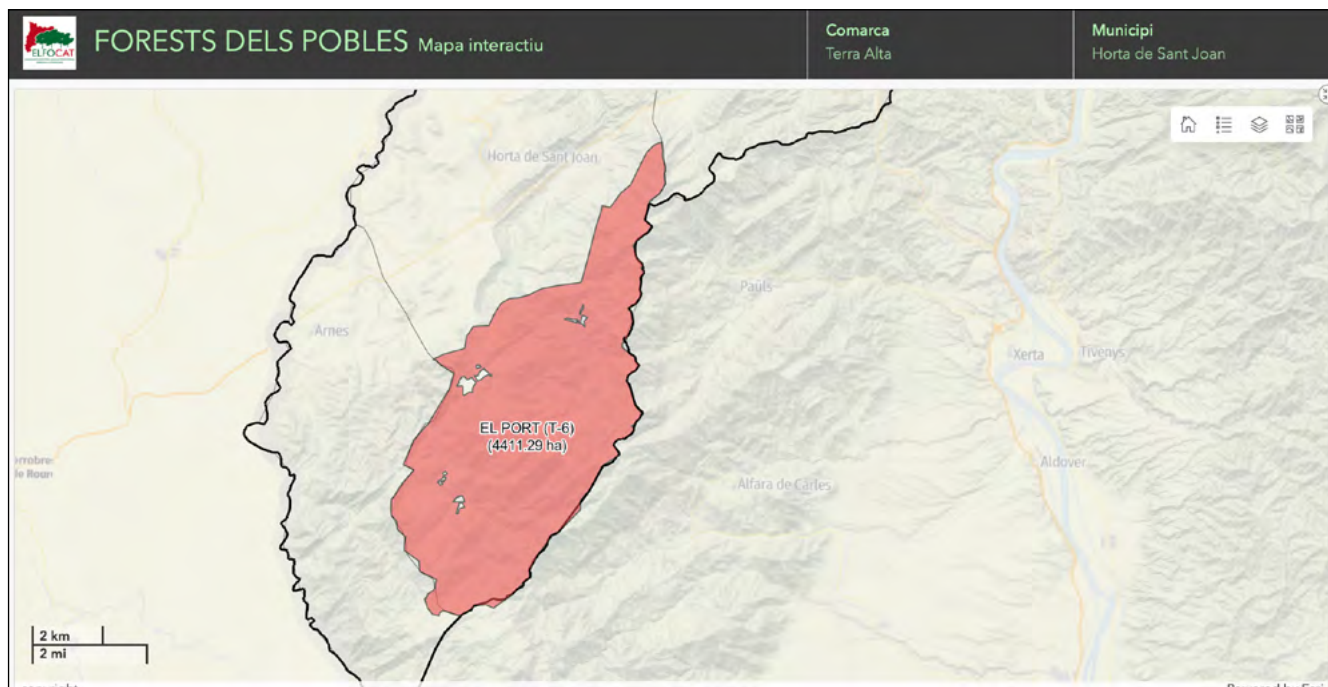 ELFOCAT
FORESTS DELS POBLES Mapa interactiu
Comarca
Terra Alta
Municipi
Horta de Sant Joan
Horta de Sant Joan
Paüls
Arnes
Xerta
Tivenys
EL PORT (T-6)
(4411.29 ha)
Aldover
Alfara de Carles
2 km
2 mi